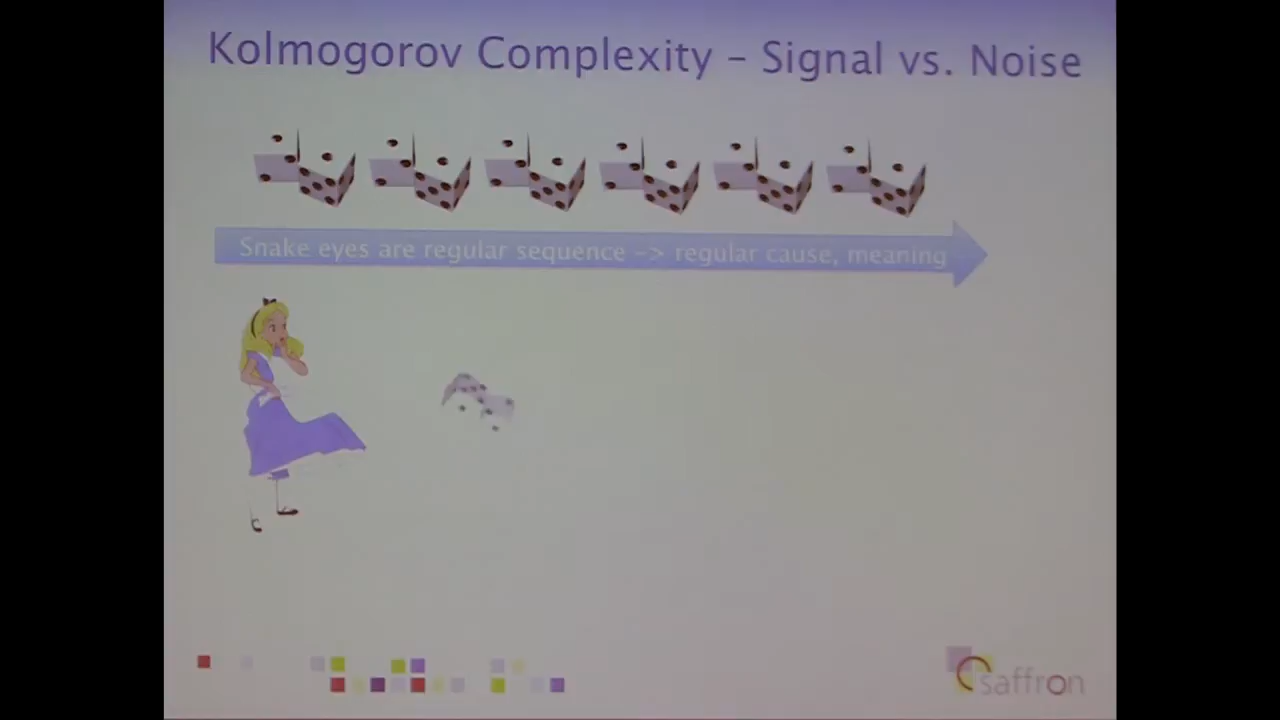 Kolmogorov Complexity – Signal vs. Noise
Snake eyes are regular sequence -> regular cause, meaning
saffron